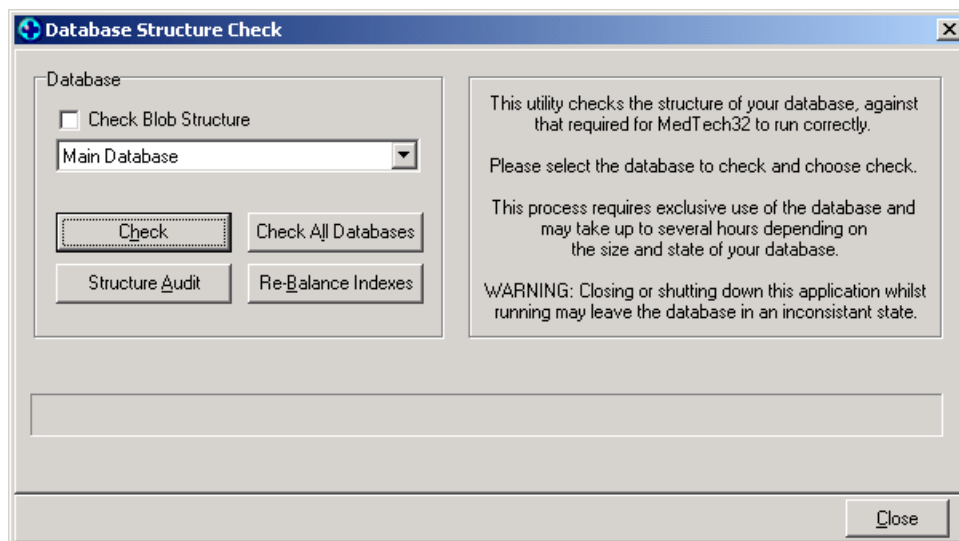 Database Structure Check
Database
Check Blob Structure
Main Database
Check
Check All Databases
Structure Audit
Re-Balance Indexes
This utility checks the structure of your database, against
that required for MedTech32 to run correctly.
Please select the database to check and choose check.
This process requires exclusive use of the database and
may take up to several hours depending on
the size and state of your database.
WARNING: Closing or shutting down this application whilst
running may leave the database in an inconsistant state.
Close